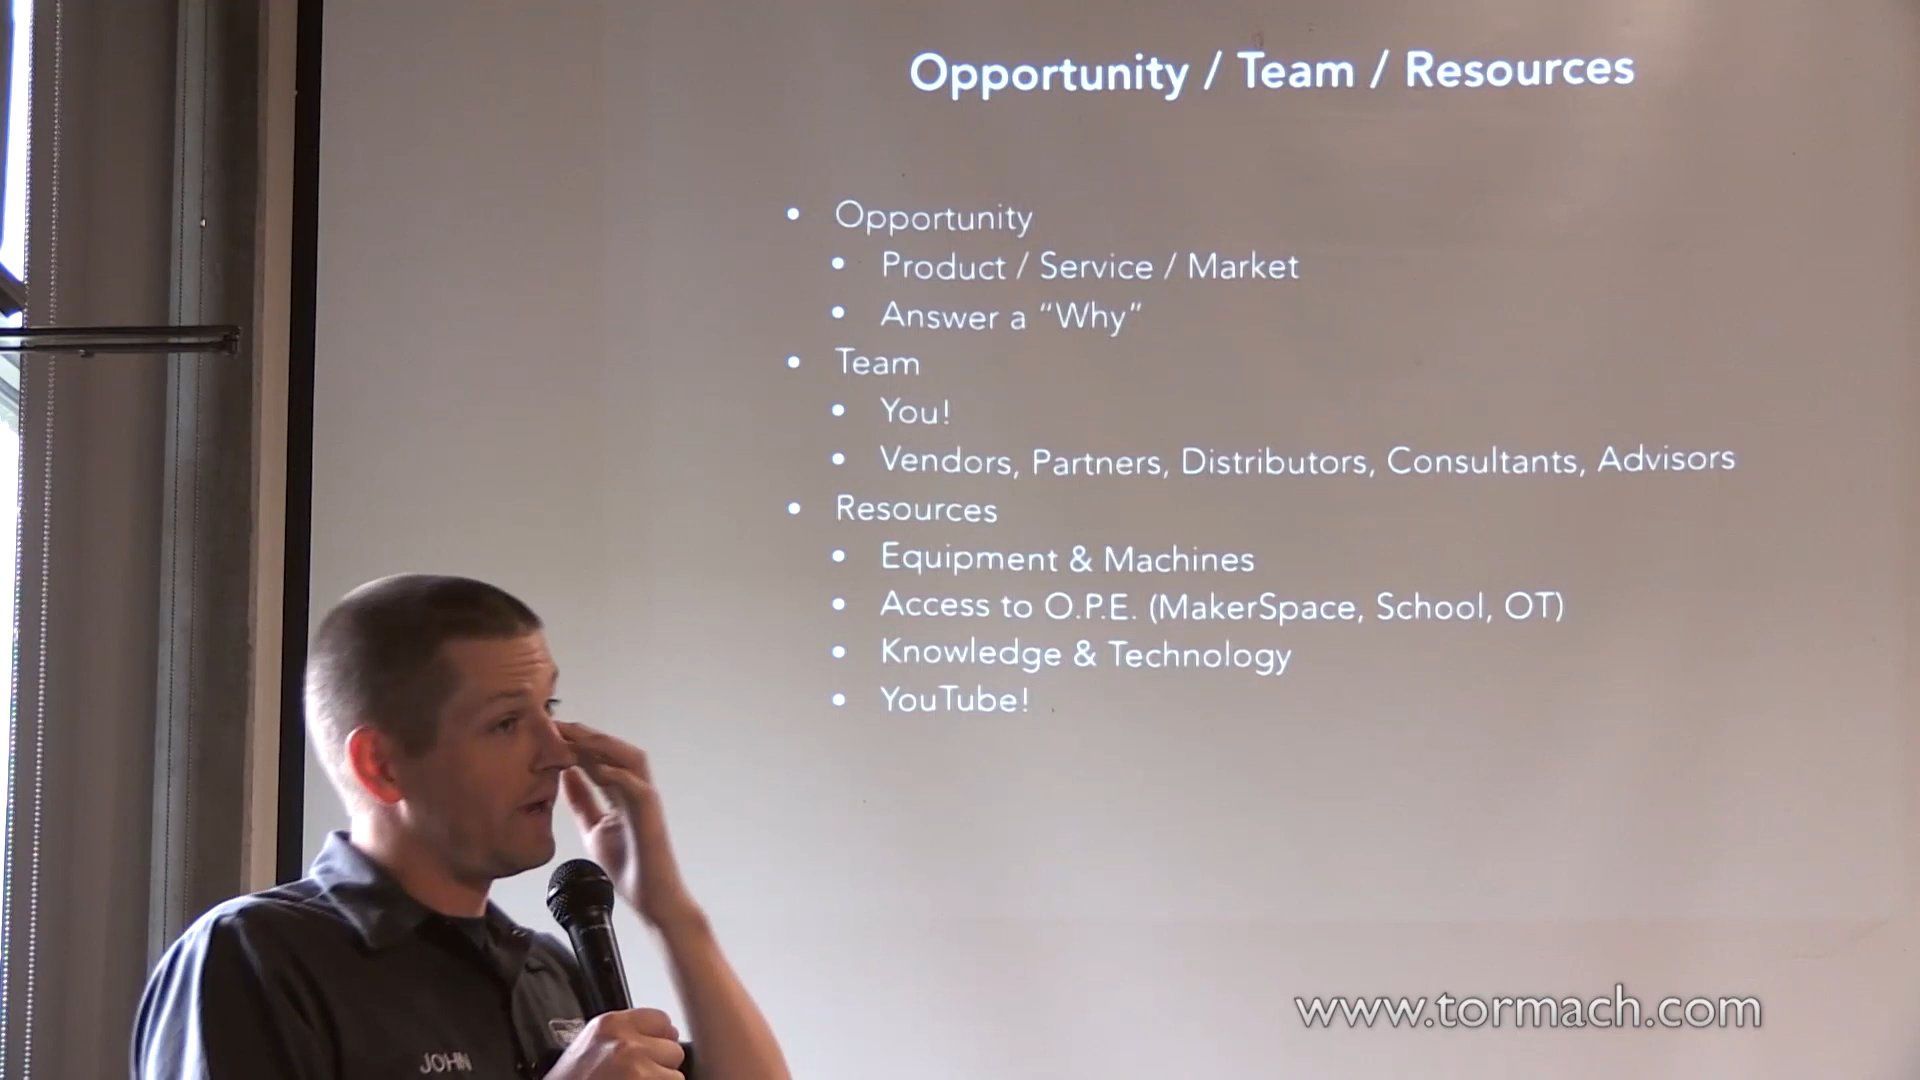 Opportunity / Team / Resources
• Opportunity
• Product / Service / Market
• Answer a “Why”
• Team
• You!
• Vendors, Partners, Distributors, Consultants, Advisors
• Resources
• Equipment & Machines
• Access to O.P.E. (MakerSpace, School, OT)
• Knowledge & Technology
• YouTube!
JOHN
www.tormach.com